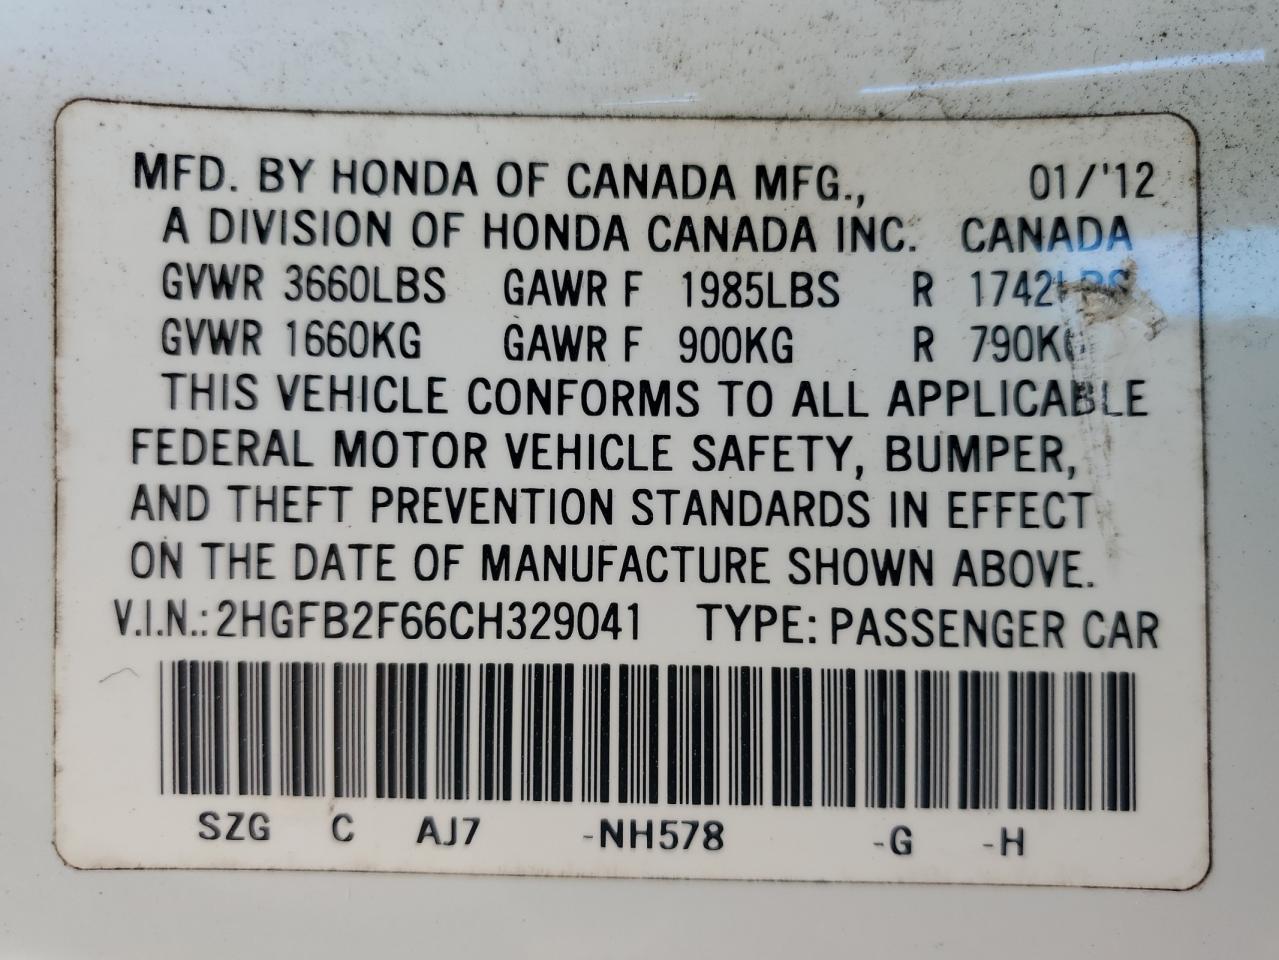 MFD. BY HONDA OF CANADA MFG., 01/'12
A DIVISION OF HONDA CANADA INC. CANADA
GVWR 3660LBS GAWR F 1985LBS R 1742LBS
GVWR 1660KG GAWR F 900KG R 790KG
THIS VEHICLE CONFORMS TO ALL APPLICABLE
FEDERAL MOTOR VEHICLE SAFETY, BUMPER,
AND THEFT PREVENTION STANDARDS IN EFFECT
ON THE DATE OF MANUFACTURE SHOWN ABOVE.
V.I.N.: 2HGFB2F66CH329041 TYPE: PASSENGER CAR
SZG C AJ7 -NH578 -G -H